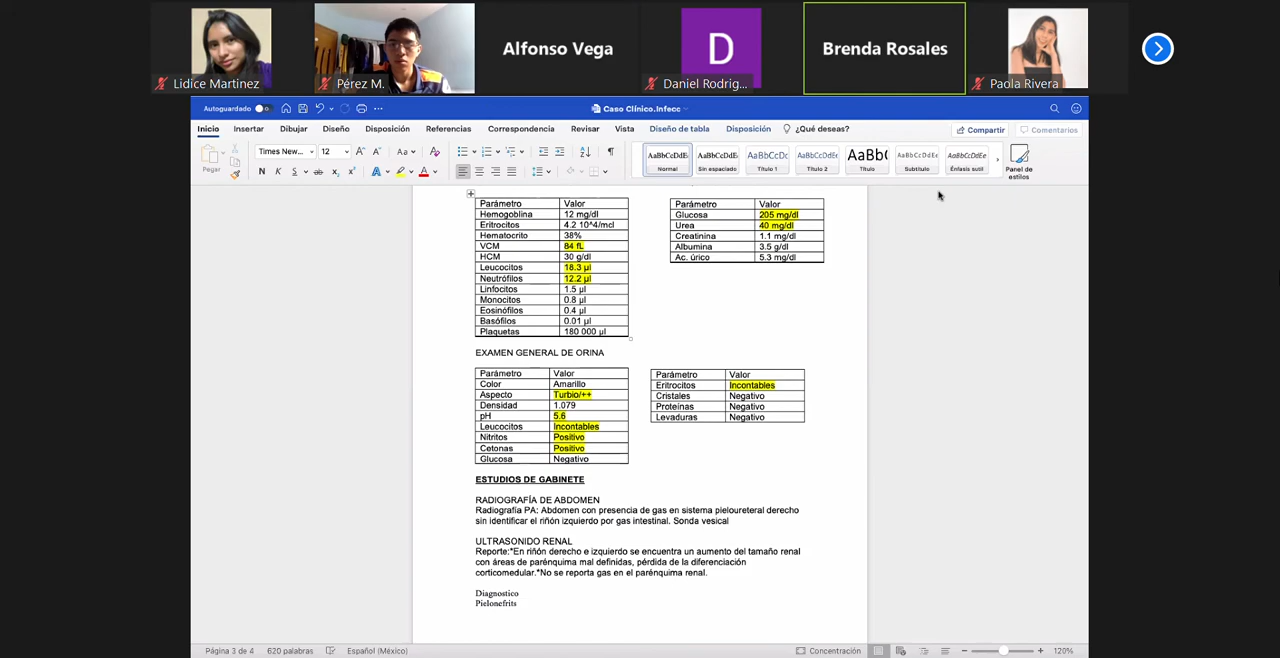 Alfonso Vega
D
Brenda Rosales
Lidice Martinez
Pérez M.
Daniel Rodrig...
Paola Rivera
Autoguardado
Caso Clínico.Infecc
Inicio Insertar Dibujar Diseño Disposición Referencias Correspondencia Revisar Vista Diseño de tabla Disposición ¿Qué deseas? Compartir Comentarios
Times New... 12
Pegar
AaBbCcDdEe Normal
AaBbCcDdEe Sin espaciado
AaBbCcDc Título 1
AaBbCcDdEe Título 2
AaBb( Título
AaBbCcDdEe Subtítulo
AaBbCcDdEe Énfasis sutil
Panel de estilos
Parámetro Valor
Hemogoblina 12 mg/dl
Eritrocitos 4.2 10^4/mcl
Hematocrito 38%
VCM 84 fL
HCM 30 g/dl
Leucocitos 18.3 µl
Neutrófilos 12.2 µl
Linfocitos 1.5 µl
Monocitos 0.8 µl
Eosinófilos 0.4 µl
Basófilos 0.01 µl
Plaquetas 180 000 µl
Parámetro Valor
Glucosa 205 mg/dl
Urea 40 mg/dl
Creatinina 1.1 mg/dl
Albumina 3.5 g/dl
Ac. úrico 5.3 mg/dl
EXAMEN GENERAL DE ORINA
Parámetro Valor
Color Amarillo
Aspecto Turbio/++
Densidad 1.079
pH 5.6
Leucocitos Incontables
Nitritos Positivo
Cetonas Positivo
Glucosa Negativo
Parámetro Valor
Eritrocitos Incontables
Cristales Negativo
Proteínas Negativo
Levaduras Negativo
ESTUDIOS DE GABINETE
RADIOGRAFÍA DE ABDOMEN
Radiografía PA: Abdomen con presencia de gas en sistema pieloureteral derecho
sin identificar el riñón izquierdo por gas intestinal. Sonda vesical
ULTRASONIDO RENAL
Reporte:*En riñón derecho e izquierdo se encuentra un aumento del tamaño renal
con áreas de parénquima mal definidas, pérdida de la diferenciación
corticomedular.*No se reporta gas en el parénquima renal.
Diagnostico
Pielonefrits
Página 3 de 4 620 palabras Español (México) Concentración 120%